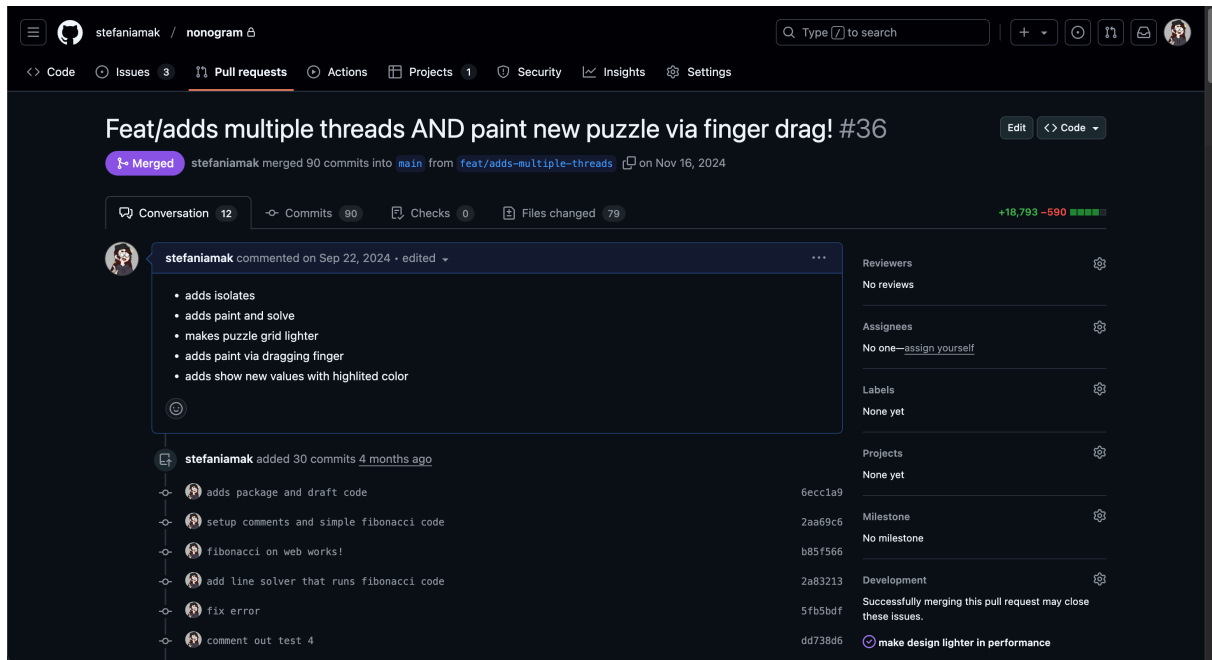 stefaniamak / nonogram
Type / to search
Code Issues 3 Pull requests Actions Projects 1 Security Insights Settings
Feat/adds multiple threads AND paint new puzzle via finger drag! #36
Edit <> Code
Merged stefaniamak merged 90 commits into main from feat/adds-multiple-threads on Nov 16, 2024
Conversation 12 Commits 90 Checks 0 Files changed 79
+18,793 −590
stefaniamak commented on Sep 22, 2024 • edited
• adds isolates
• adds paint and solve
• makes puzzle grid lighter
• adds paint via dragging finger
• adds show new values with highlited color
stefaniamak added 30 commits 4 months ago
adds package and draft code 6ecc1a9
setup comments and simple fibonacci code 2aa69c6
fibonacci on web works! b85f566
add line solver that runs fibonacci code 2a83213
fix error 5fb5bdf
comment out test 4 dd738d6
Reviewers
No reviews
Assignees
No one—assign yourself
Labels
None yet
Projects
None yet
Milestone
No milestone
Development
Successfully merging this pull request may close
these issues.
make design lighter in performance